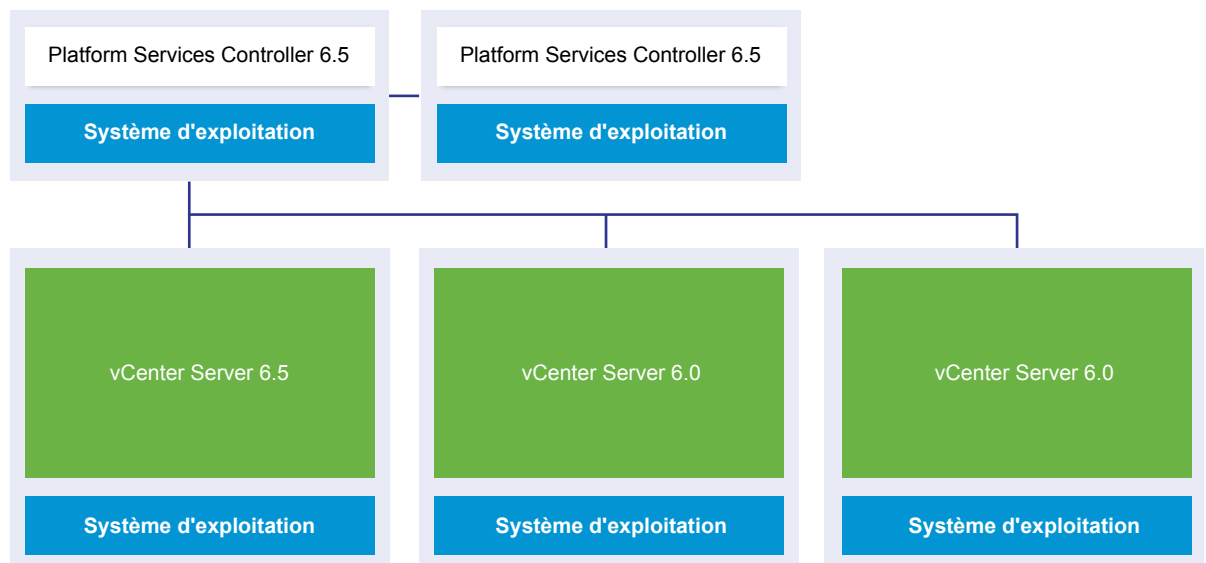 Platform Services Controller 6.5
Platform Services Controller 6.5
Système d'exploitation
Système d'exploitation
vCenter Server 6.5
vCenter Server 6.0
vCenter Server 6.0
Système d'exploitation
Système d'exploitation
Système d'exploitation